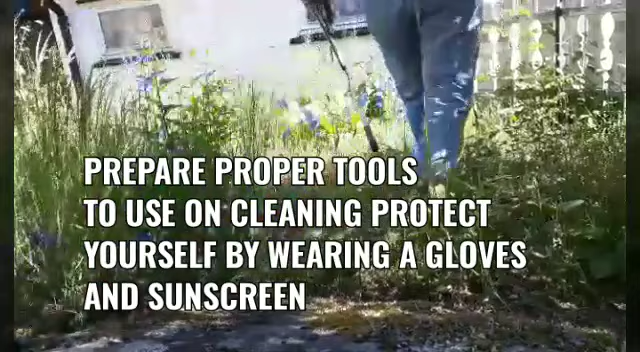 PREPARE PROPER TOOLS
TO USE ON CLEANING PROTECT
YOURSELF BY WEARING A GLOVES
AND SUNSCREEN